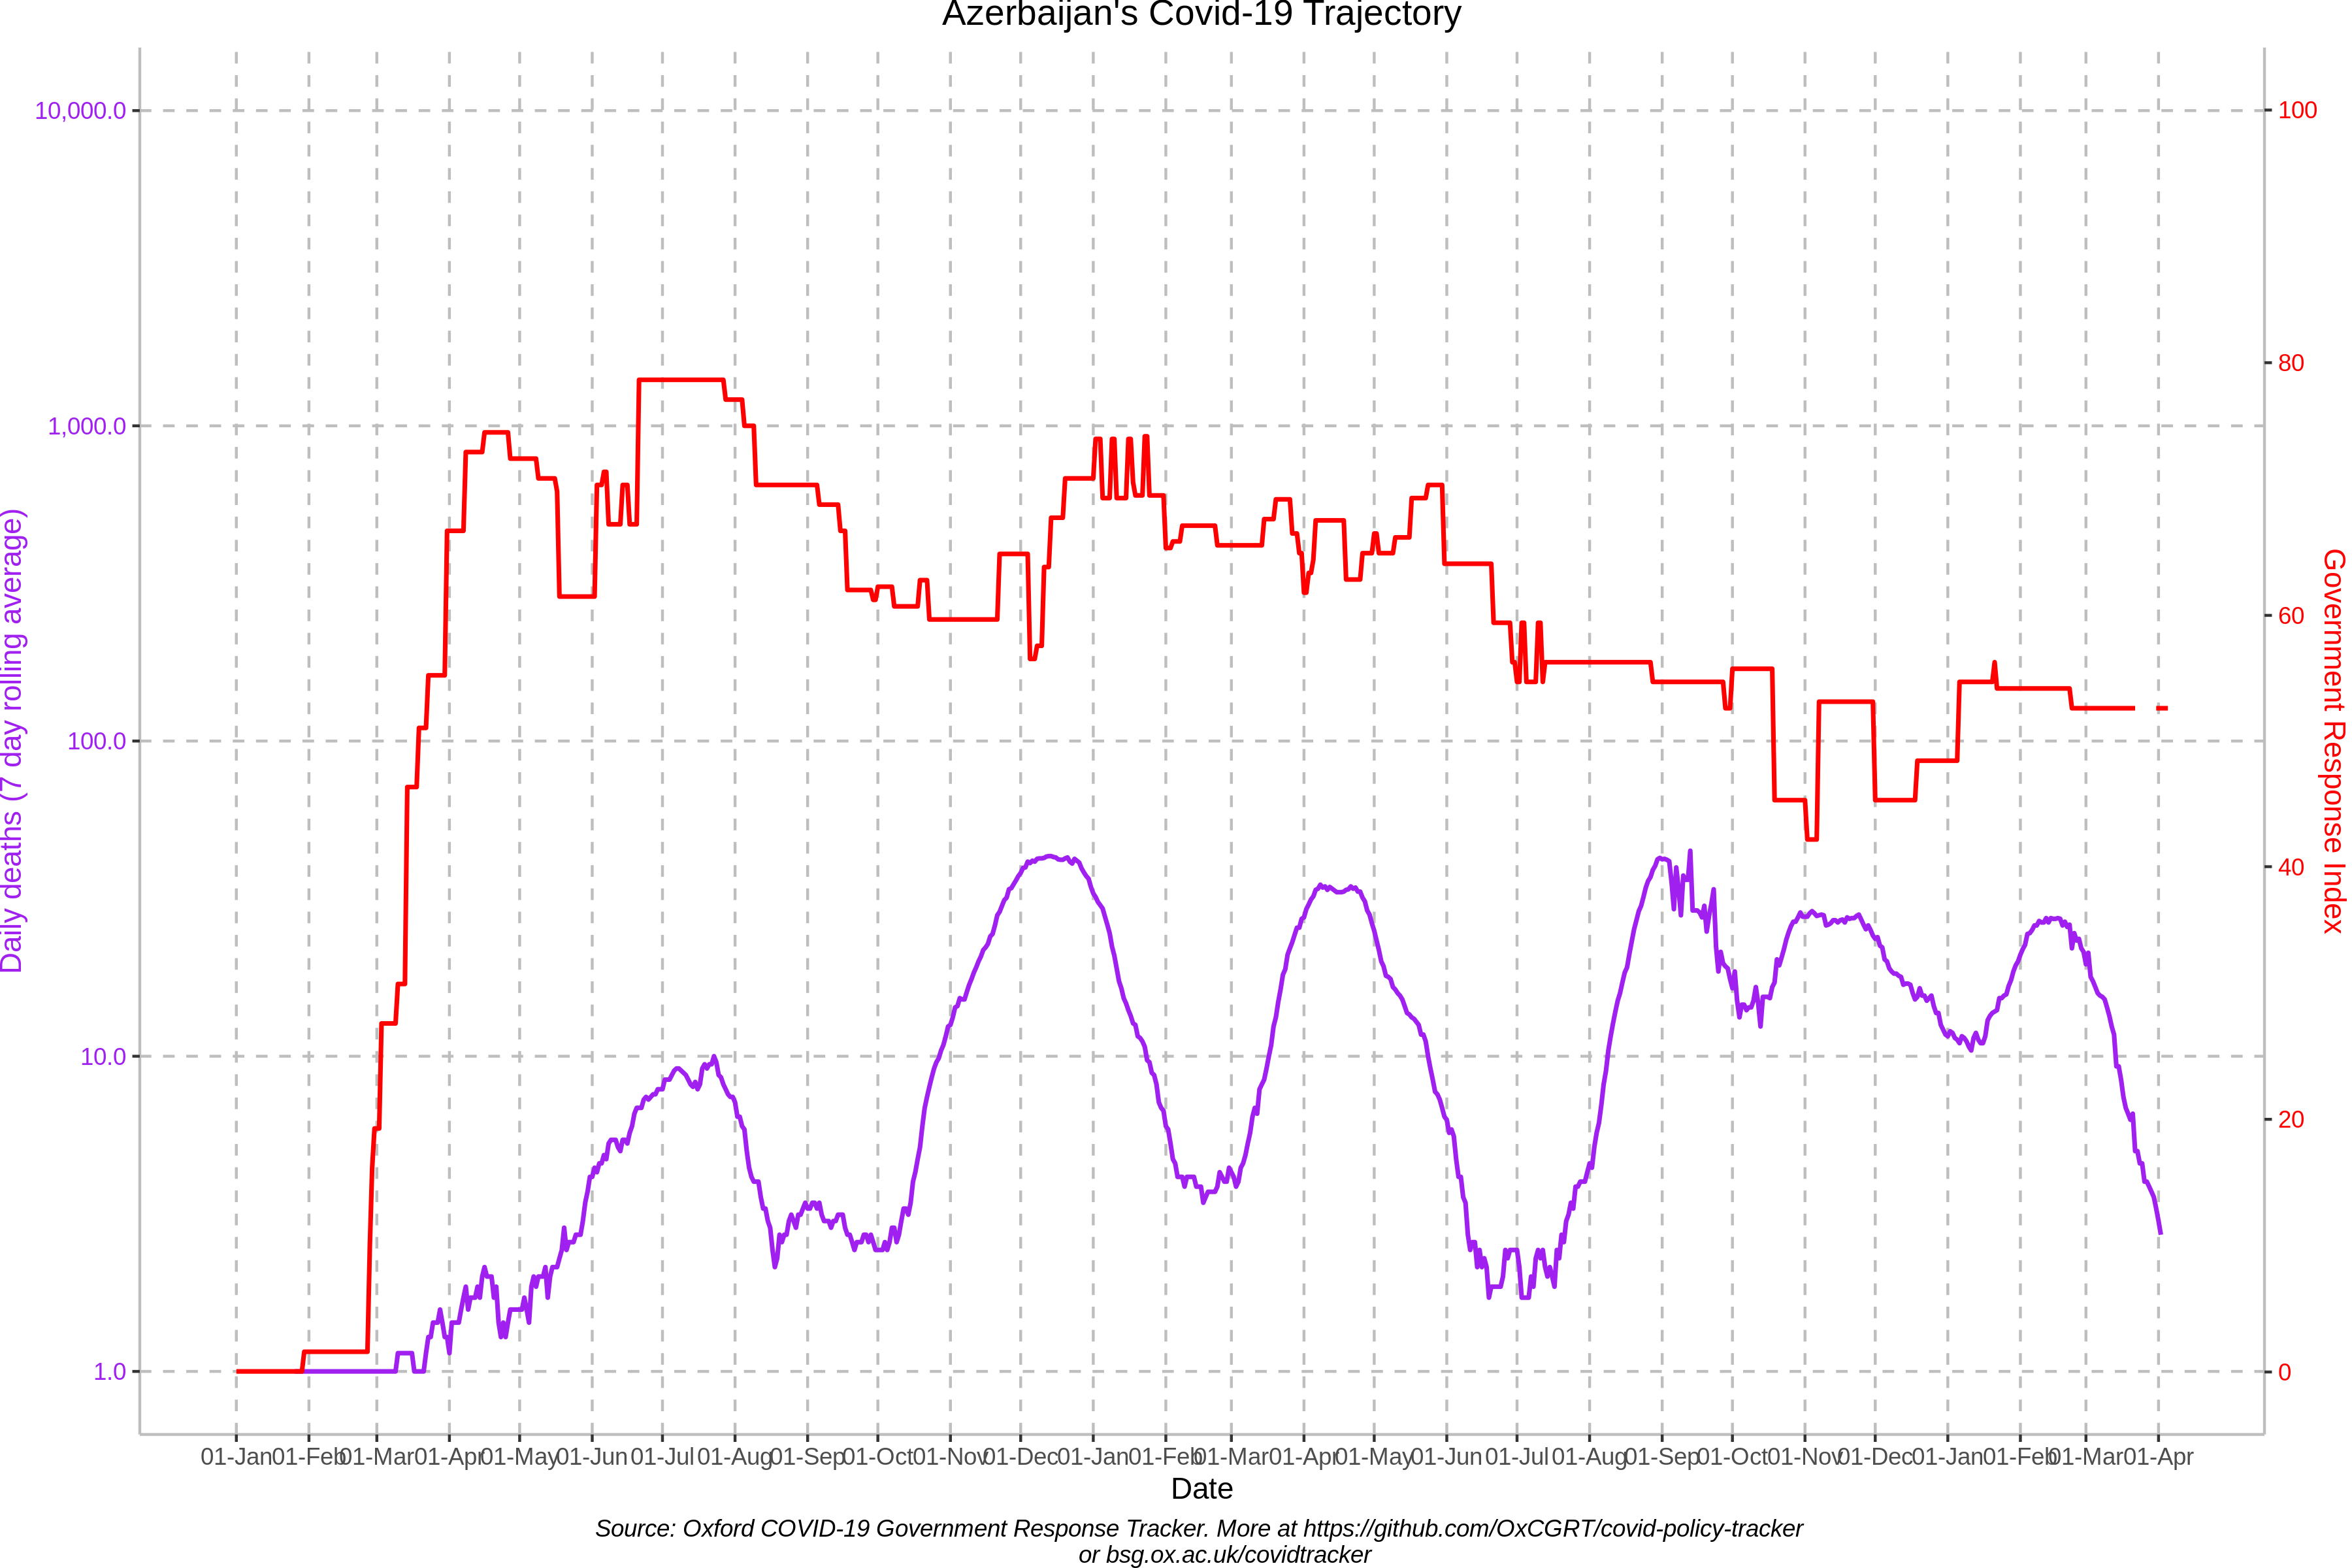 Azerbaijan's Covid-19 Trajectory
10,000.0
1,000.0
100.0
10.0
1.0
Daily deaths (7 day rolling average)
100
80
60
40
20
0
Government Response Index
01-Jan 01-Feb 01-Mar 01-Apr 01-May 01-Jun 01-Jul 01-Aug 01-Sep 01-Oct 01-Nov 01-Dec 01-Jan 01-Feb 01-Mar 01-Apr 01-May 01-Jun 01-Jul 01-Aug 01-Sep 01-Oct 01-Nov 01-Dec 01-Jan 01-Feb 01-Mar 01-Apr
Date
Source: Oxford COVID-19 Government Response Tracker. More at https://github.com/OxCGRT/covid-policy-tracker
or bsg.ox.ac.uk/covidtracker